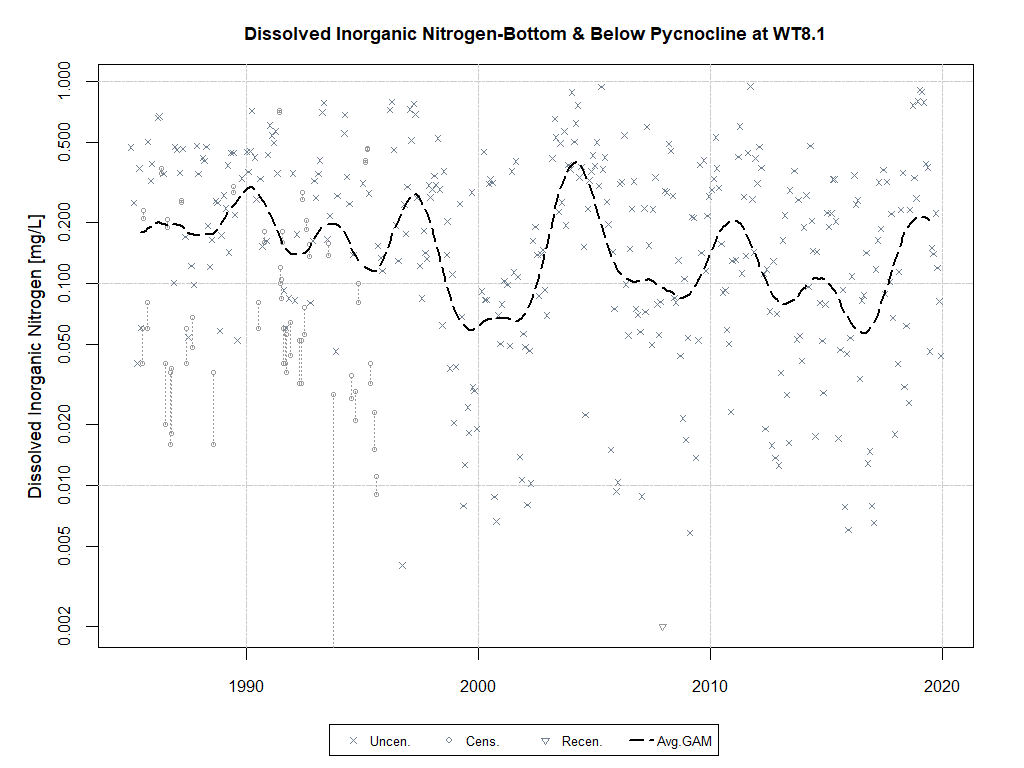 Dissolved Inorganic Nitrogen-Bottom & Below Pycnocline at WT8.1
Dissolved Inorganic Nitrogen [mg/L]
1.000
0.500
0.200
0.100
0.050
0.020
0.010
0.005
0.002
1990 2000 2010 2020
Uncen. Cens. Recen. Avg.GAM